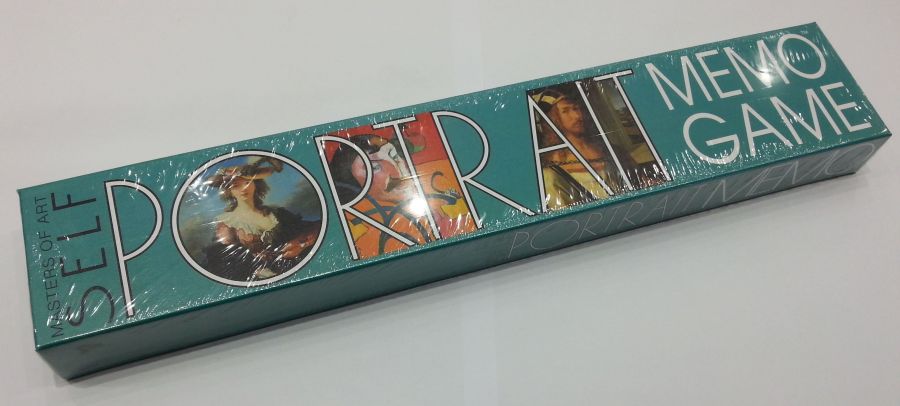 MASTERS OF ART
SELF
PORTRAIT
MEMO
GAME
PORTRAIT MEMO